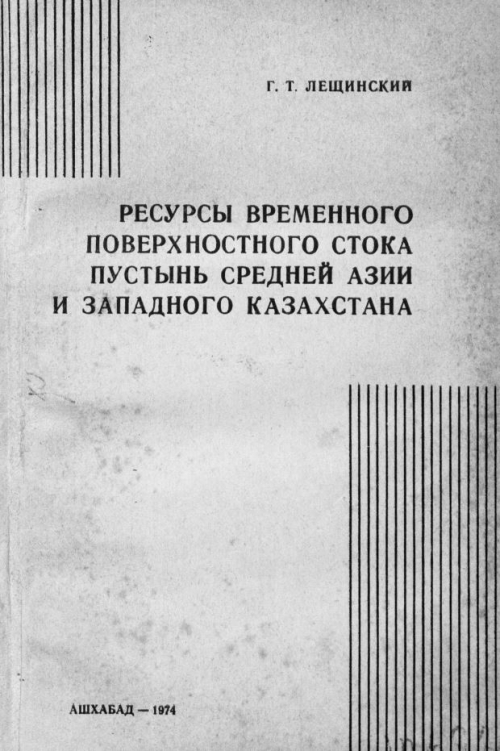 Г. Т. ЛЕЩИНСКИЙ
РЕСУРСЫ ВРЕМЕННОГО
ПОВЕРХНОСТНОГО СТОКА
ПУСТЫНЬ СРЕДНЕЙ АЗИИ
И ЗАПАДНОГО КАЗАХСТАНА
АШХАБАД — 1974